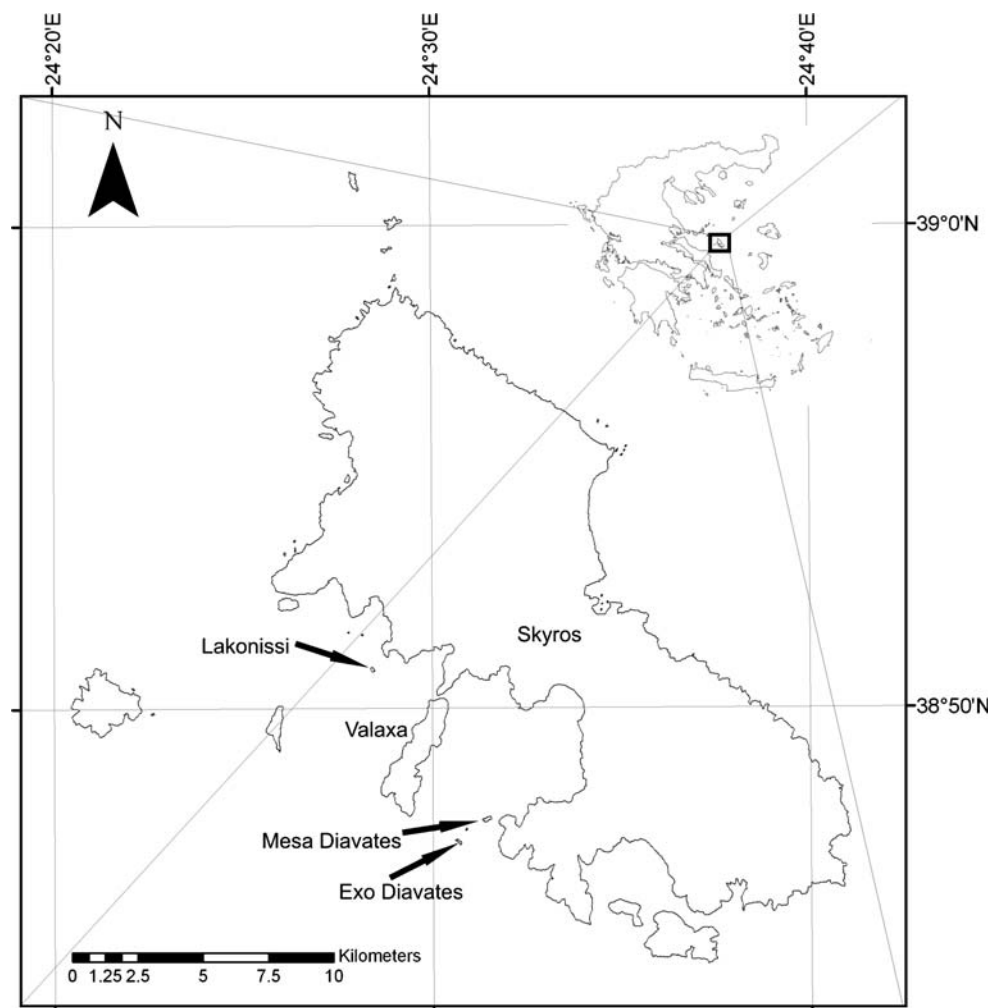 24°20'E
24°30'E
24°40'E
N
39°0'N
Skyros
Lakonissi
38°50'N
Valaxa
Mesa Diavates
Exo Diavates
Kilometers
0 1.25 2.5 5 7.5 10